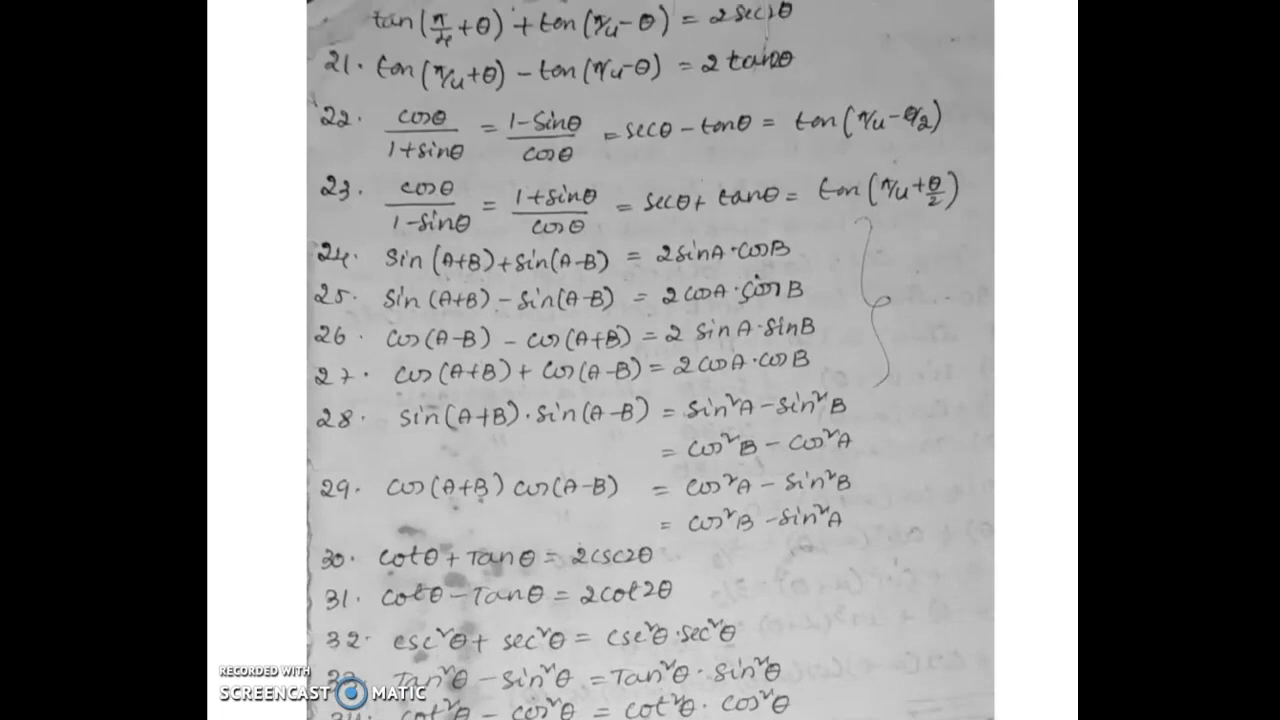 tan(π/4+θ) + tan(π/4-θ) = 2sec2θ
21. tan(π/4+θ) - tan(π/4-θ) = 2tan2θ
22. cosθ/1+sinθ = 1-Sinθ/cosθ = secθ - tanθ = tan(π/4-θ/2)
23. cosθ/1-sinθ = 1+sinθ/cosθ = secθ+ tanθ = tan(π/4+θ/2)
24. Sin(A+B)+sin(A-B) = 2sinA·cosB
25. Sin(A+B) - Sin(A-B) = 2cosA·sinB
26. cos(A-B) - cos(A+B) = 2 sinA·sinB
27. cos(A+B) + cos(A-B) = 2cosA·cosB
28. sin(A+B)·sin(A-B) = sin²A-sin²B
= cos²B - cos²A
29. cos(A+B) cos(A-B) = cos²A - sin²B
= cos²B -sin²A
30. cotθ + Tanθ = 2csc2θ
31. cotθ-Tanθ = 2cot2θ
32. csc²θ + sec²θ = csc²θ·sec²θ
33. Tan²θ - sin²θ = Tan²θ·sin²θ
34. cot²θ - cos²θ = cot²θ·cos²θ
RECORDED WITH
SCREENCAST MATIC